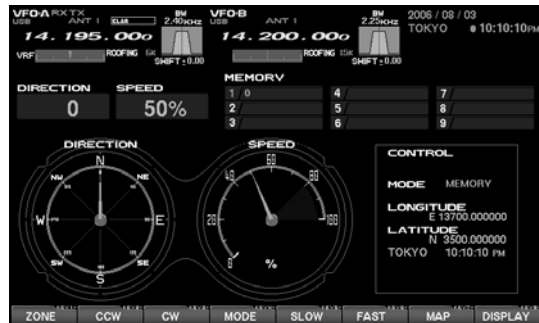 VFO-A RX TX
USB ANT 1 CLAR BW 2.40KHz
14. 195. 000
VRF ROOFING 6K SHIFT±0.00
VFO-B
USB ANT 1 BW 2.25KHz
14. 200. 000
ROOFING 15K SHIFT±0.00
2006 / 08 / 03
TOKYO 10:10:10PM
DIRECTION SPEED
0 50%
MEMORY
1 / 0 4 / 7 /
2 / 5 / 8 /
3 / 6 / 9 /
DIRECTION
N
NW NE
W E
SW SE
S
SPEED
0 20 40 60 80 100
%
CONTROL
MODE MEMORY
LONGITUDE
E 13700.000000
LATITUDE
N 3500.000000
TOKYO 10:10:10 PM
ZONE CCW CW MODE SLOW FAST MAP DISPLAY